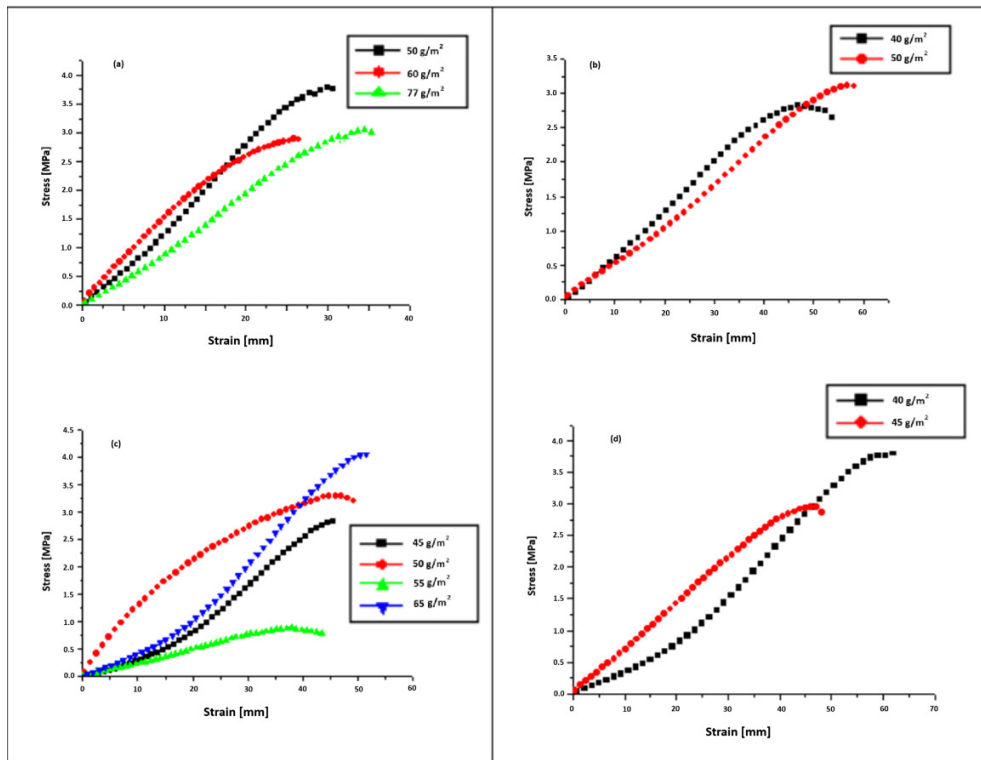 (a)
50 g/m²
60 g/m²
77 g/m²
4.0
3.5
3.0
2.5
2.0
1.5
1.0
0.5
0.0
Stress [MPa]
0 10 20 30 40
Strain [mm]
(b)
40 g/m²
50 g/m²
3.5
3.0
2.5
2.0
1.5
1.0
0.5
0.0
Stress [MPa]
0 10 20 30 40 50 60
Strain [mm]
(c)
45 g/m²
50 g/m²
55 g/m²
65 g/m²
4.5
4.0
3.5
3.0
2.5
2.0
1.5
1.0
0.5
0.0
Stress [MPa]
0 10 20 30 40 50 60
Strain [mm]
(d)
40 g/m²
45 g/m²
4.0
3.5
3.0
2.5
2.0
1.5
1.0
0.5
0.0
Stress [MPa]
0 10 20 30 40 50 60 70
Strain [mm]